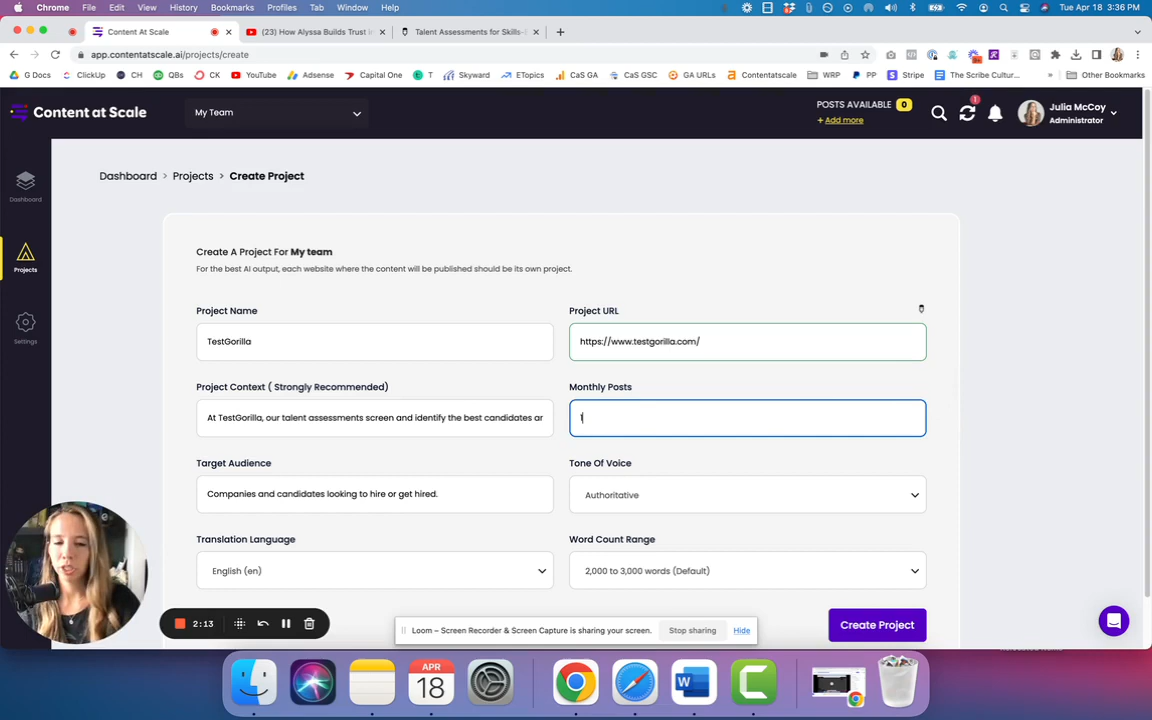 Chrome File Edit View History Bookmarks Profiles Tab Window Help
Tue Apr 18 3:36 PM
Content At Scale
(23) How Alyssa Builds Trust in
Talent Assessments for Skills-
app.contentatscale.ai/projects/create
G Docs ClickUp CH QBs CK YouTube Adsense Capital One T Skyward ETopics CaS GA CaS GSC GA URLs Contentatscale WRP PP Stripe The Scribe Cultur... » Other Bookmarks
Content at Scale
My Team
POSTS AVAILABLE 0
+ Add more
1
Julia McCoy
Administrator
Dashboard
Projects
Settings
Dashboard > Projects > Create Project
Create A Project For My team
For the best AI output, each website where the content will be published should be its own project.
Project Name
Project URL
TestGorilla
https://www.testgorilla.com/
Project Context ( Strongly Recommended)
Monthly Posts
At TestGorilla, our talent assessments screen and identify the best candidates ar
1
Target Audience
Tone Of Voice
Companies and candidates looking to hire or get hired.
Authoritative
Translation Language
Word Count Range
English (en)
2,000 to 3,000 words (Default)
2:13
Loom – Screen Recorder & Screen Capture is sharing your screen. Stop sharing Hide
Create Project
APR
18